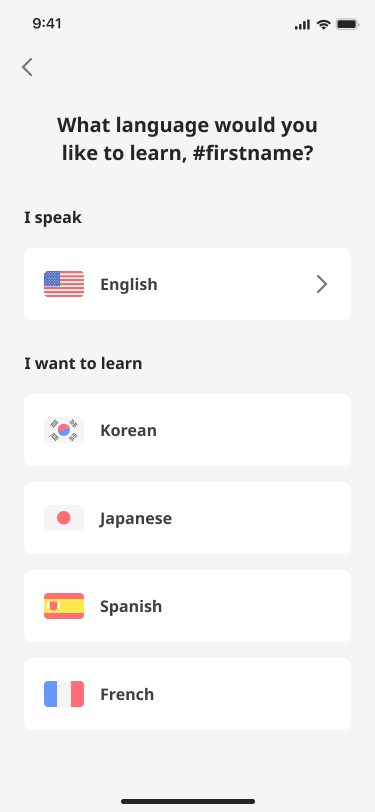 9:41
What language would you
like to learn, #firstname?
I speak
English
I want to learn
Korean
Japanese
Spanish
French